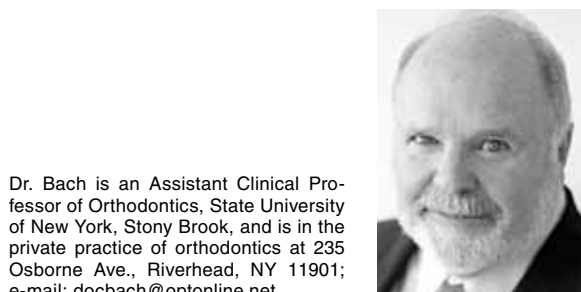 Dr. Bach is an Assistant Clinical Pro-
fessor of Orthodontics, State University
of New York, Stony Brook, and is in the
private practice of orthodontics at 235
Osborne Ave., Riverhead, NY 11901;
e-mail: docbach@optonline.net.